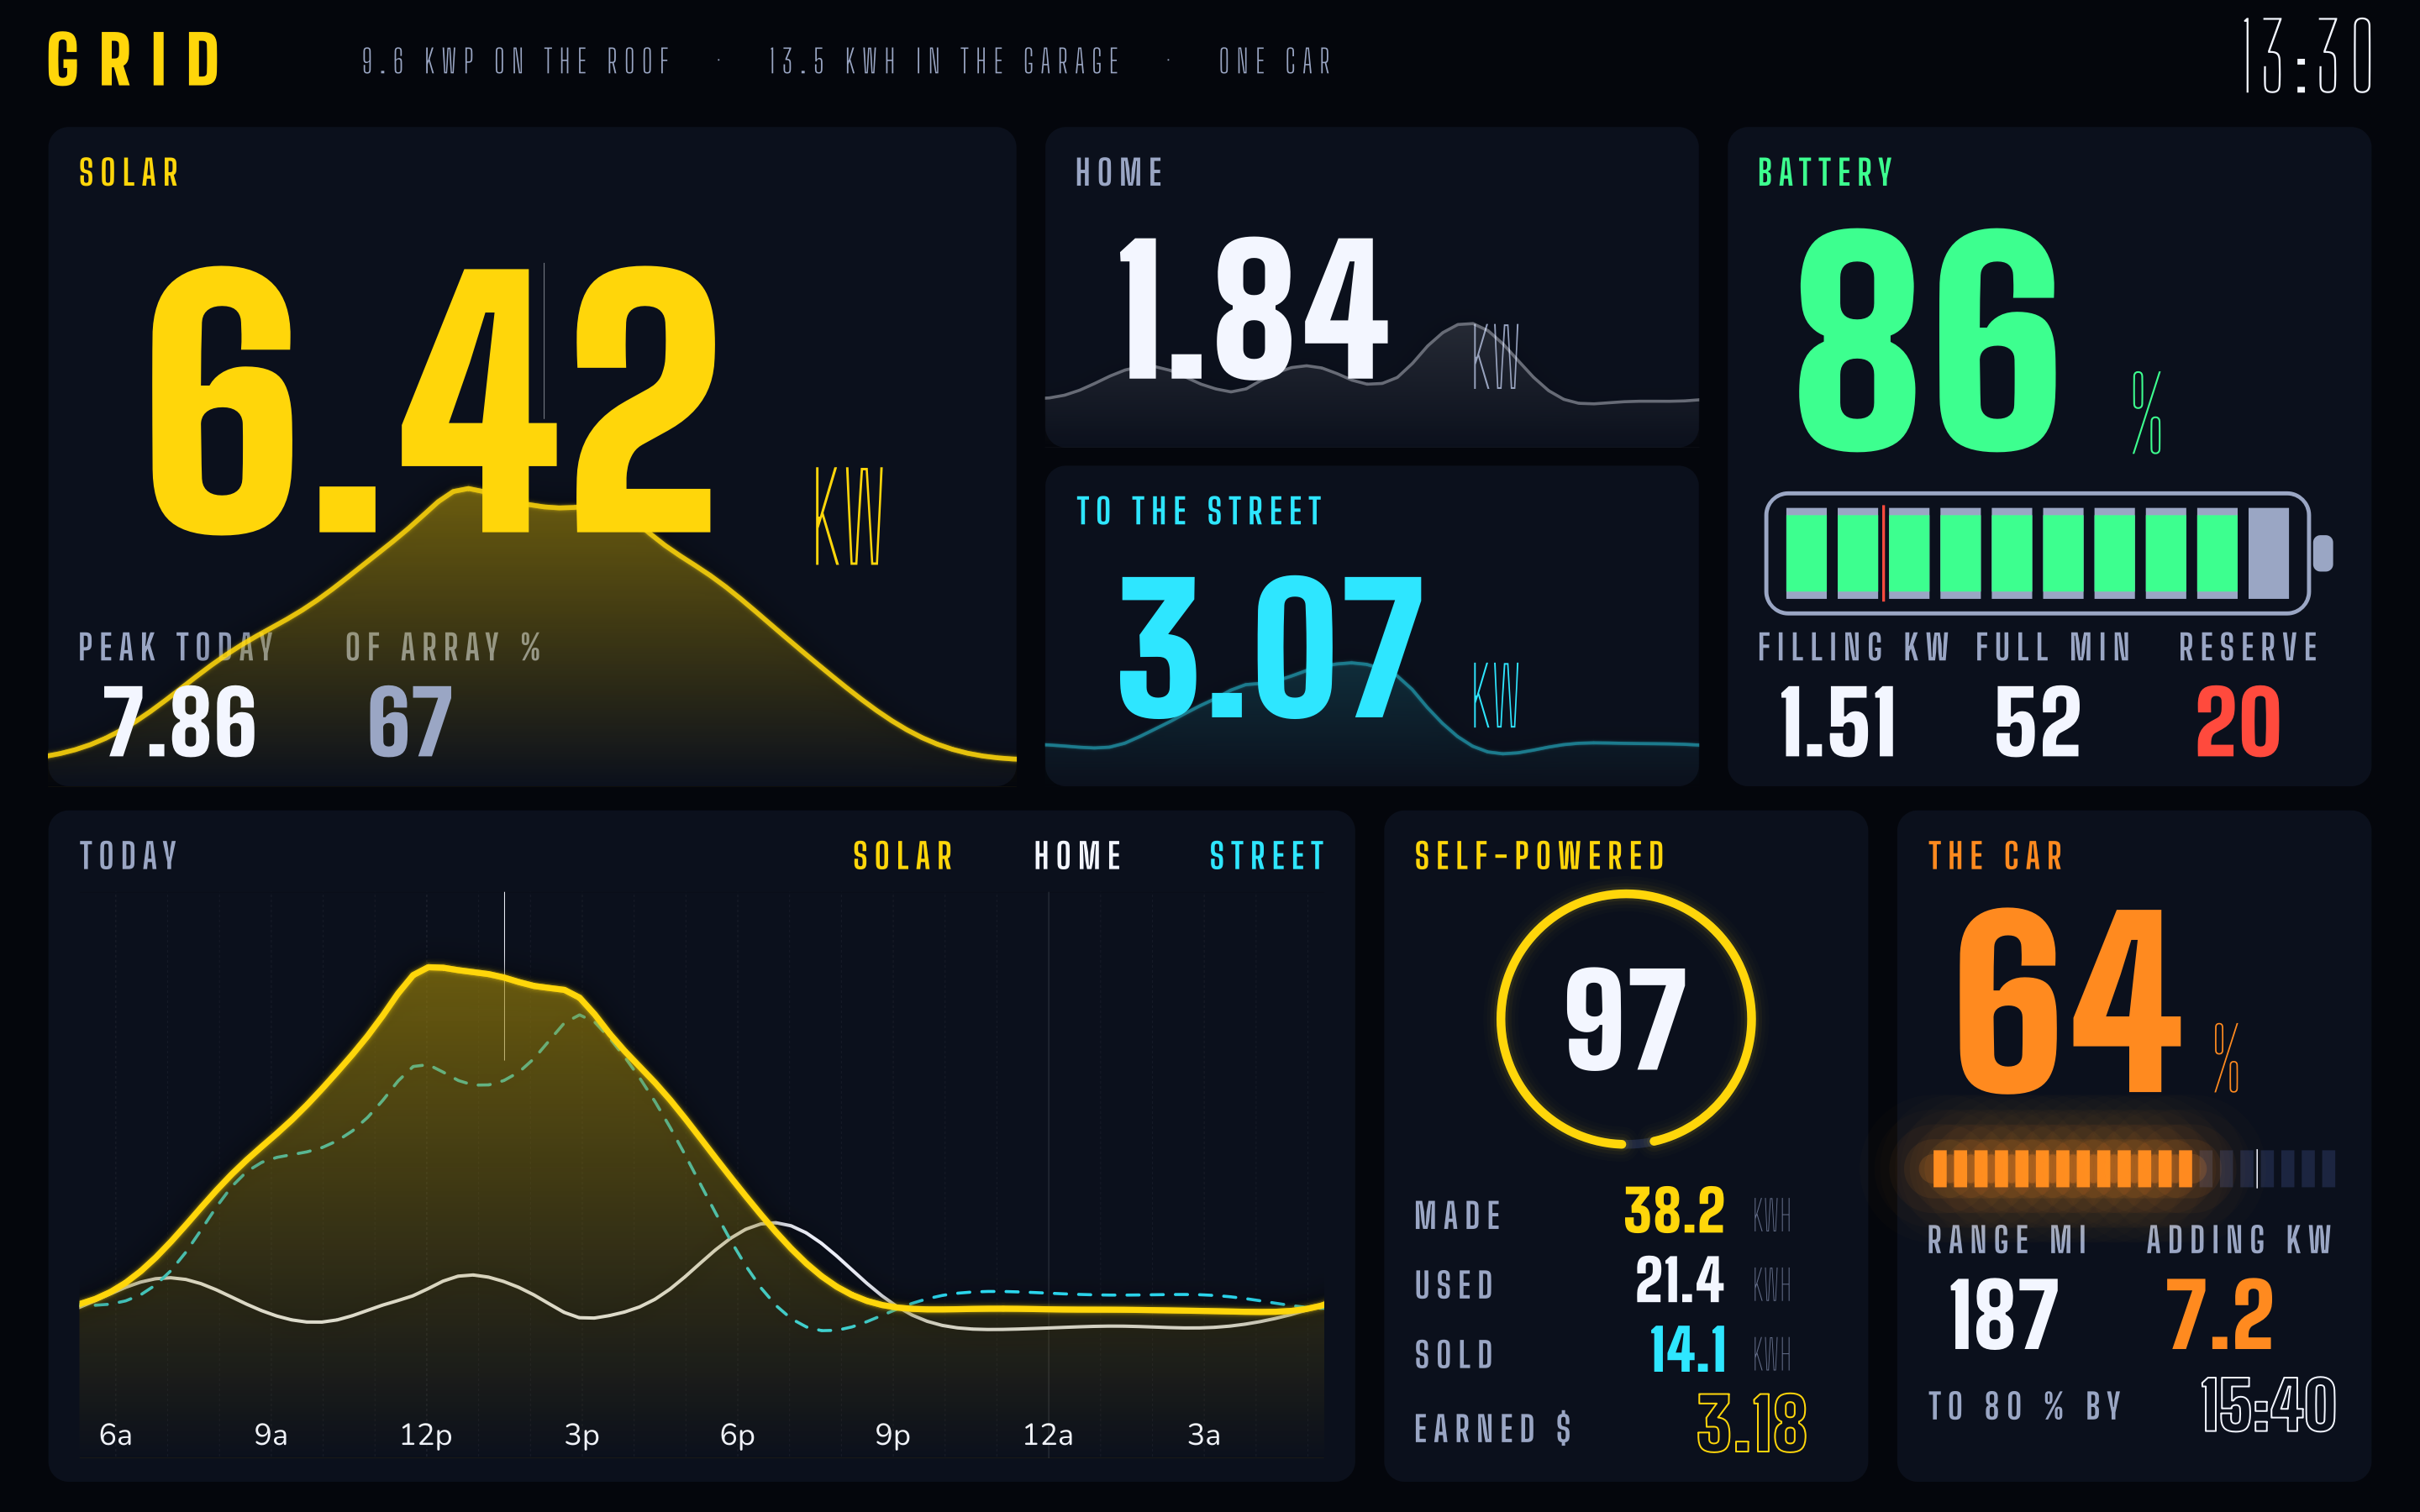 GRID
9.6 KWP ON THE ROOF · 13.5 KWH IN THE GARAGE · ONE CAR
13:30
SOLAR
6.42 KW
PEAK TODAY OF ARRAY %
7.86 67
HOME
1.84 KW
TO THE STREET
3.07 KW
BATTERY
86 %
FILLING KW FULL MIN RESERVE
1.51 52 20
TODAY
SOLAR HOME STREET
6a 9a 12p 3p 6p 9p 12a 3a
SELF-POWERED
97
MADE 38.2 KWH
USED 21.4 KWH
SOLD 14.1 KWH
EARNED $ 3.18
THE CAR
64 %
RANGE MI ADDING KW
187 7.2
TO 80 % BY 15:40